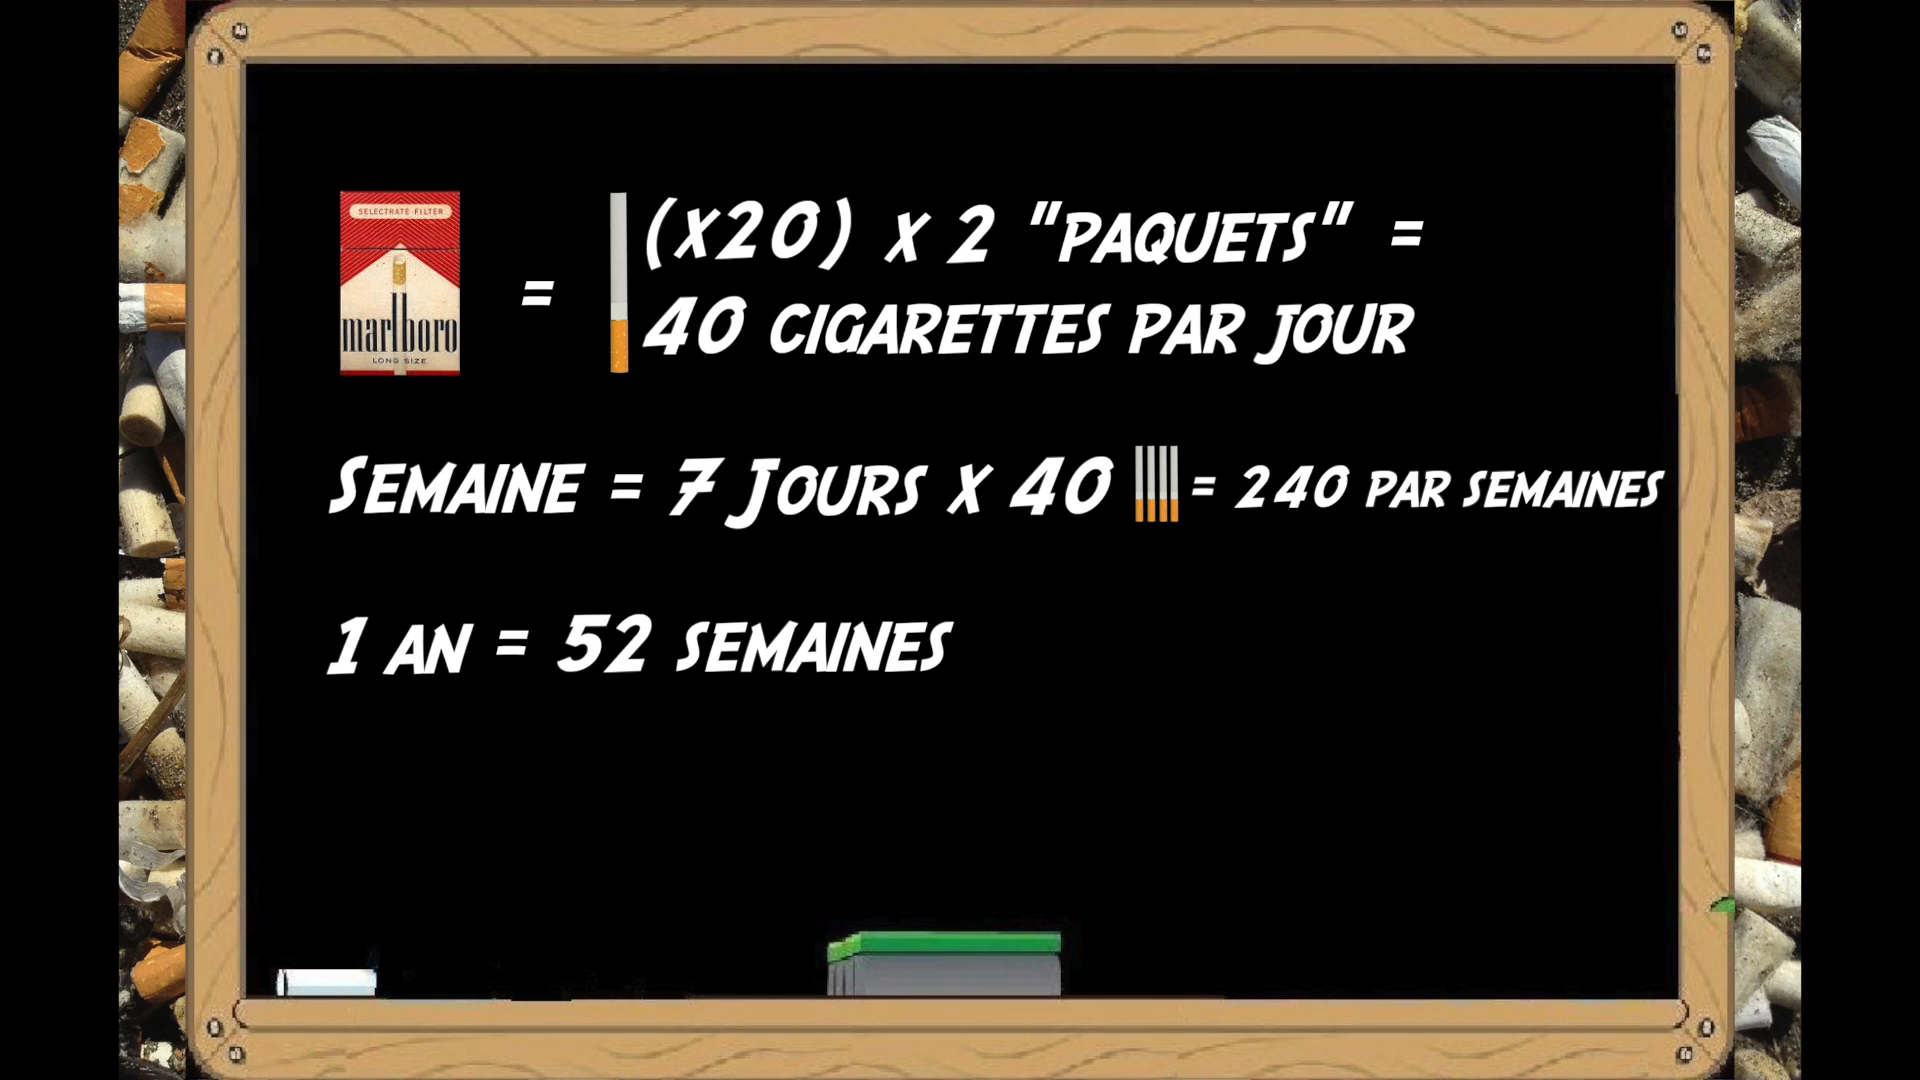 SELECTRATE FILTER
marlboro
LONG SIZE
=
(x20) x 2 "PAQUETS" =
40 CIGARETTES PAR JOUR
SEMAINE = 7 JOURS X 40 = 240 PAR SEMAINES
1 AN = 52 SEMAINES